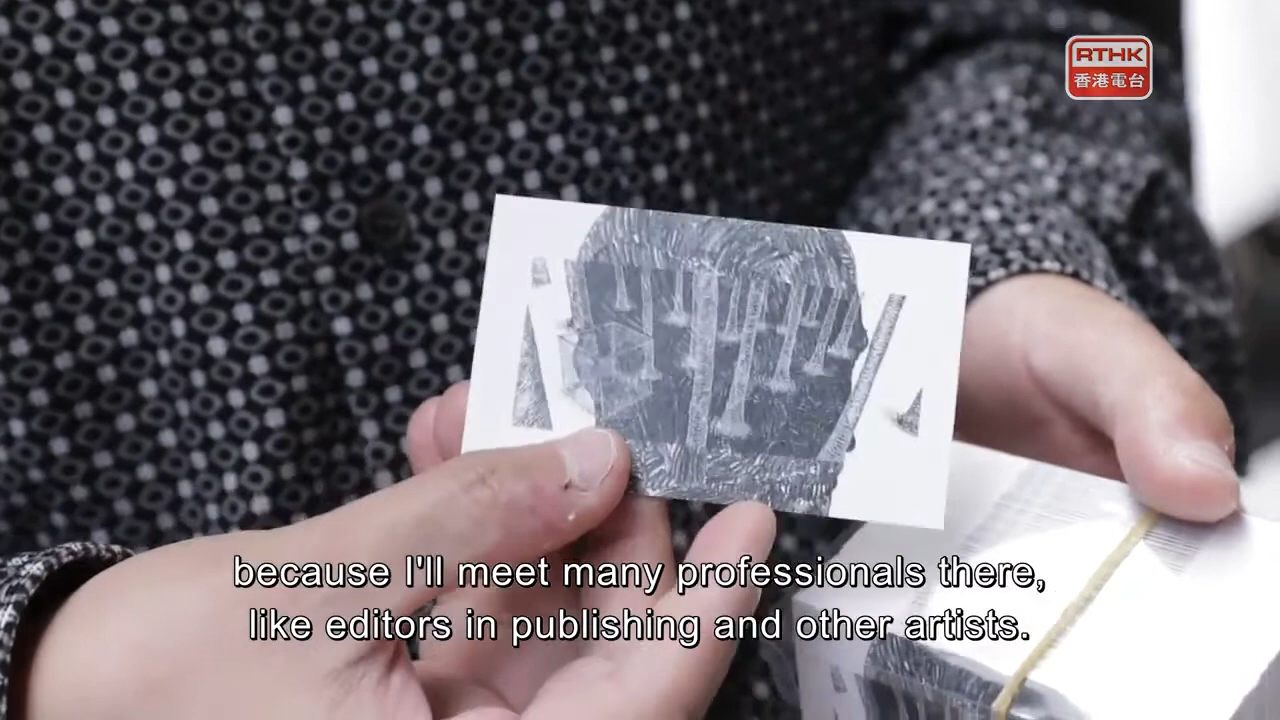 RTHK
香港電台
because I'll meet many professionals there,
like editors in publishing and other artists.